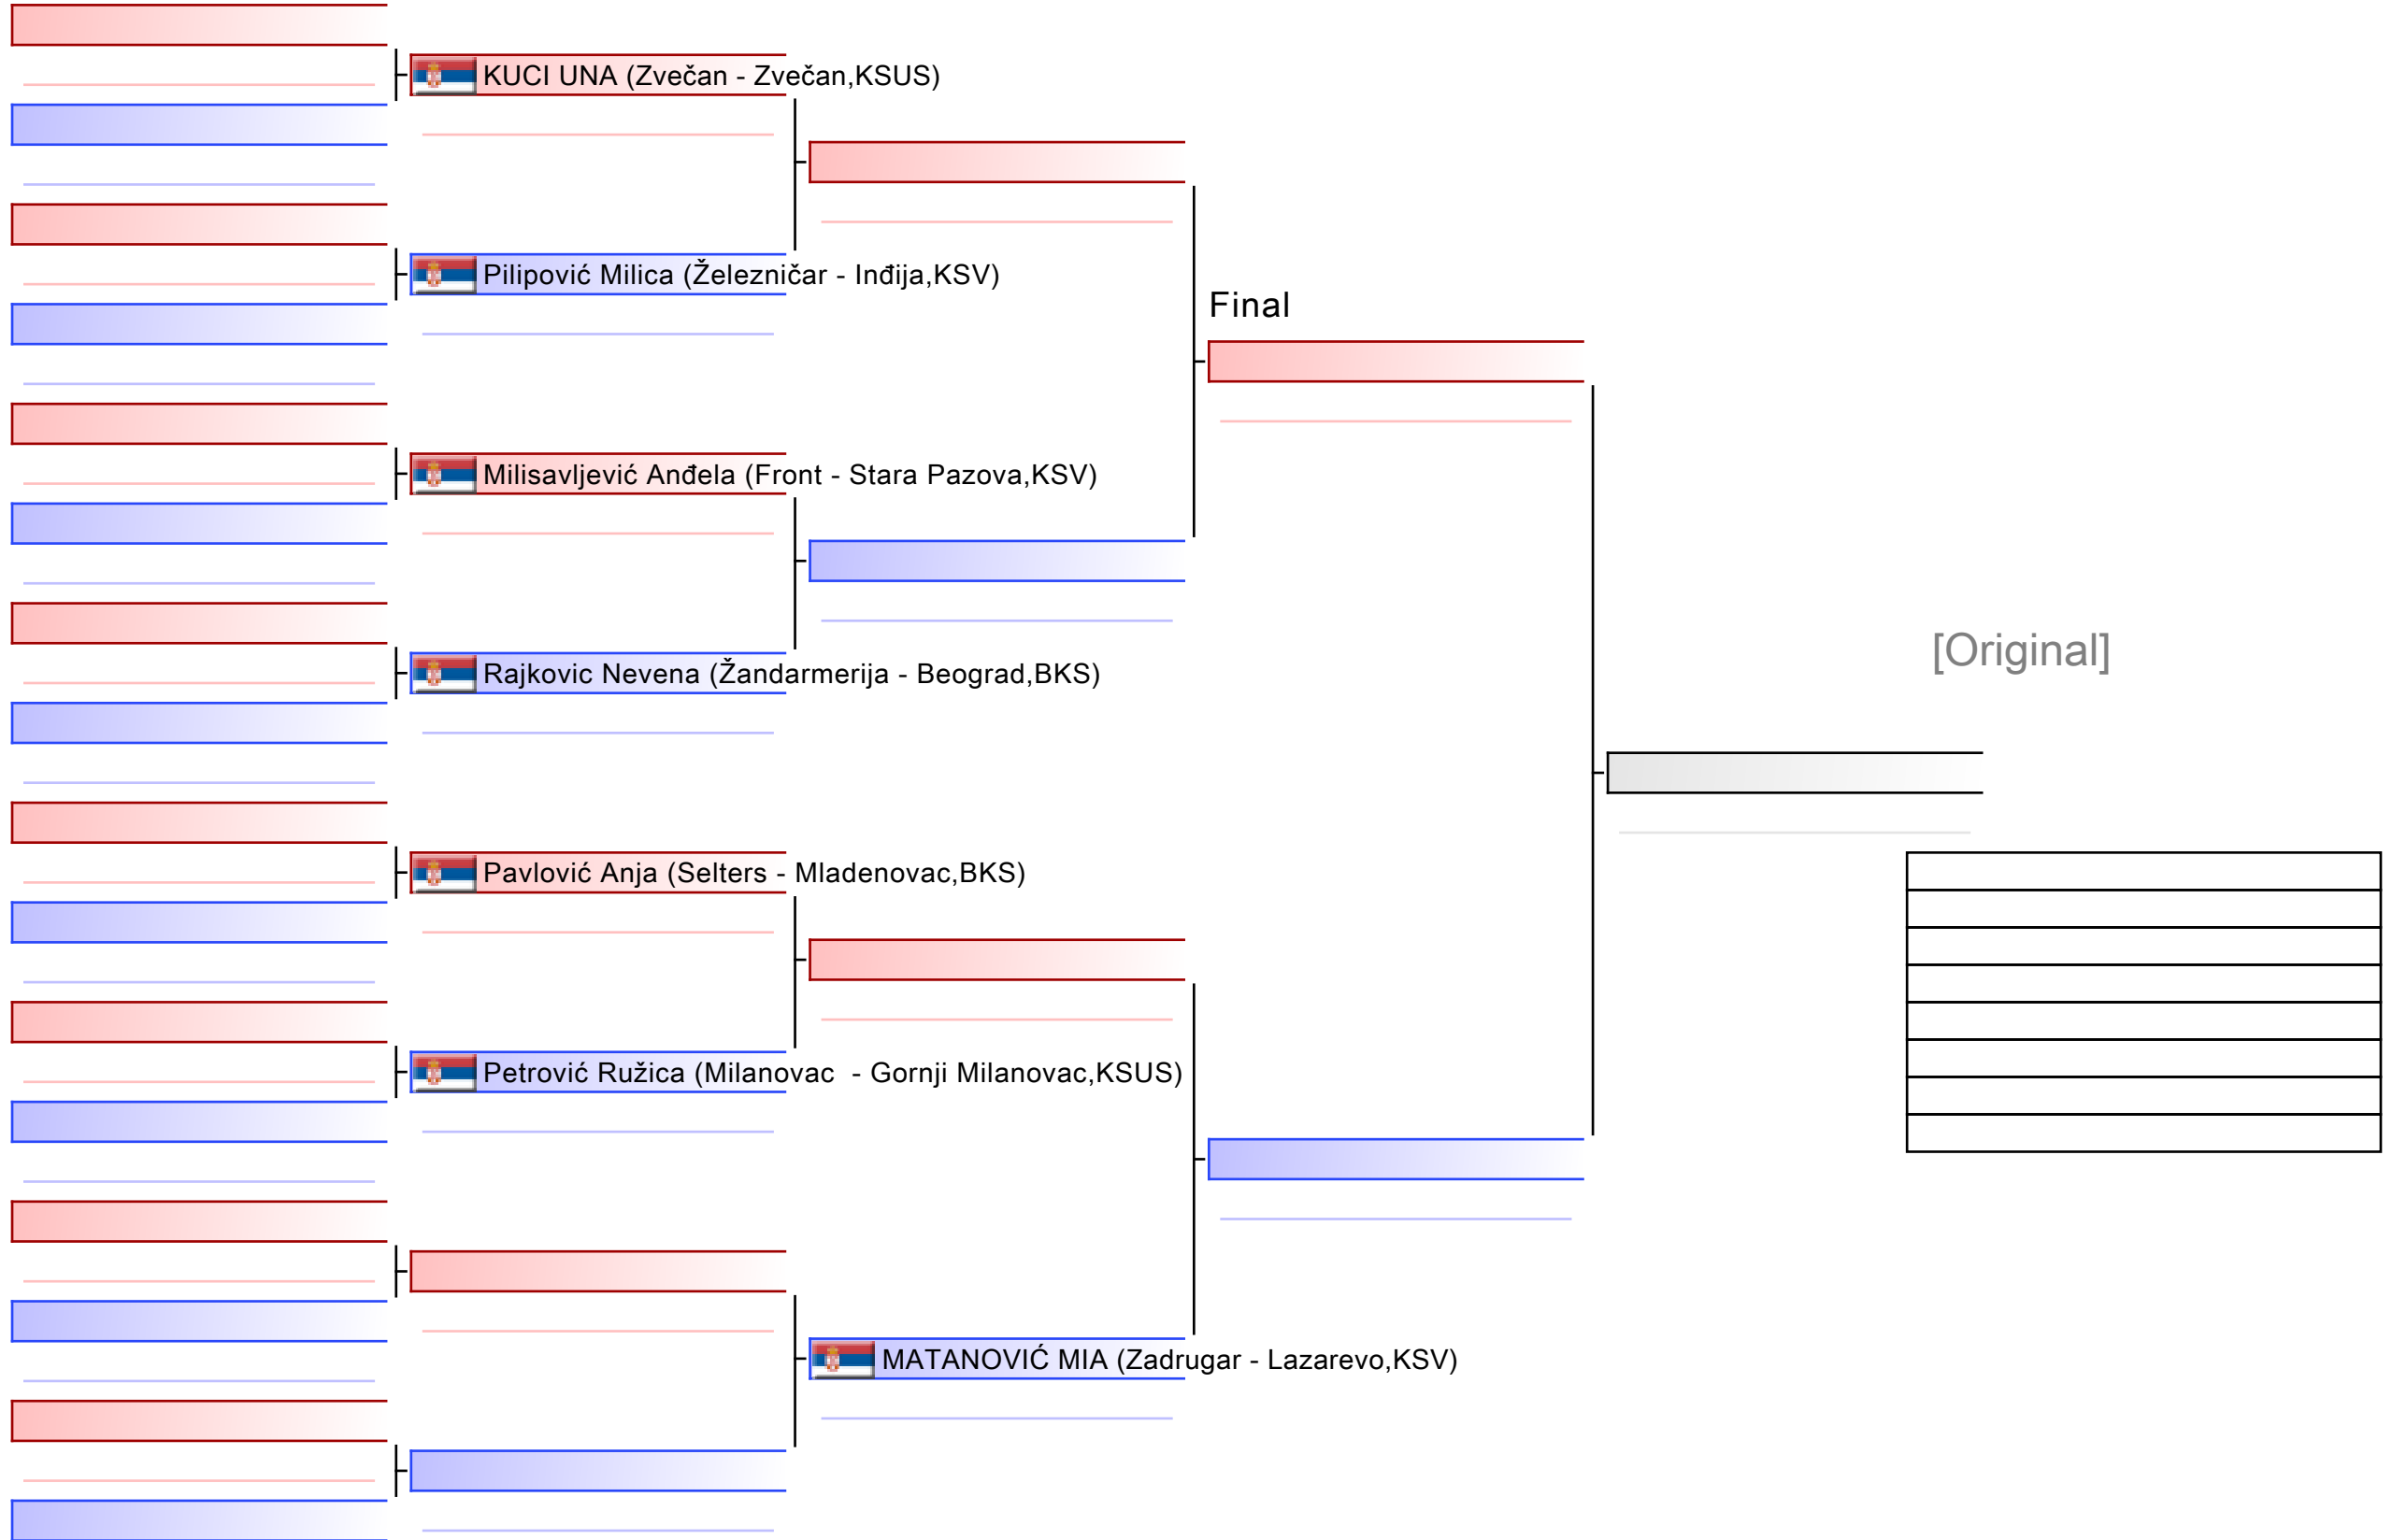 KUCI UNA (Zvečan - Zvečan,KSUS)
Pilipović Milica (Železničar - Inđija,KSV)
Final
Milisavljević Anđela (Front - Stara Pazova,KSV)
[Original]
Rajkovic Nevena (Žandarmerija - Beograd,BKS)
Pavlović Anja (Selters - Mladenovac,BKS)
Petrović Ružica (Milanovac  - Gornji Milanovac,KSUS)
MATANOVIĆ MIA (Zadrugar - Lazarevo,KSV)